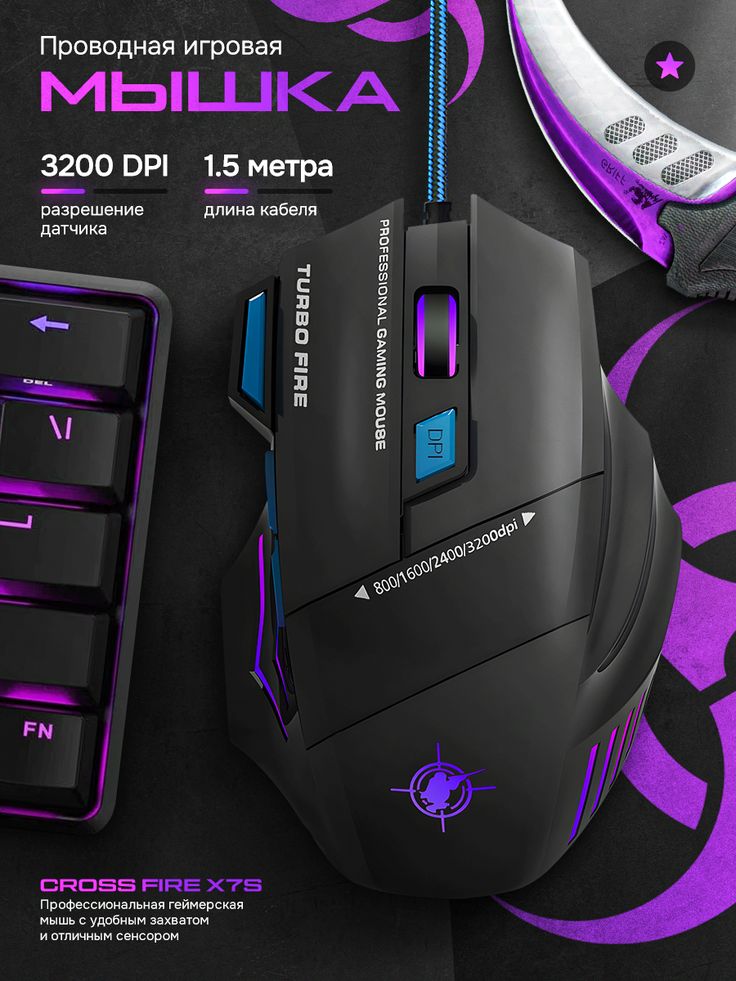 Проводная игровая
МЫШКА
3200 DPI
разрешение
датчика
1.5 метра
длина кабеля
GRIFF
PROFESSIONAL GAMING MOUSE
TURBO FIRE
DPI
800/1600/2400/3200dpi
DEL
\|
FN
CROSS FIRE X7S
Профессиональная геймерская
мышь с удобным захватом
и отличным сенсором